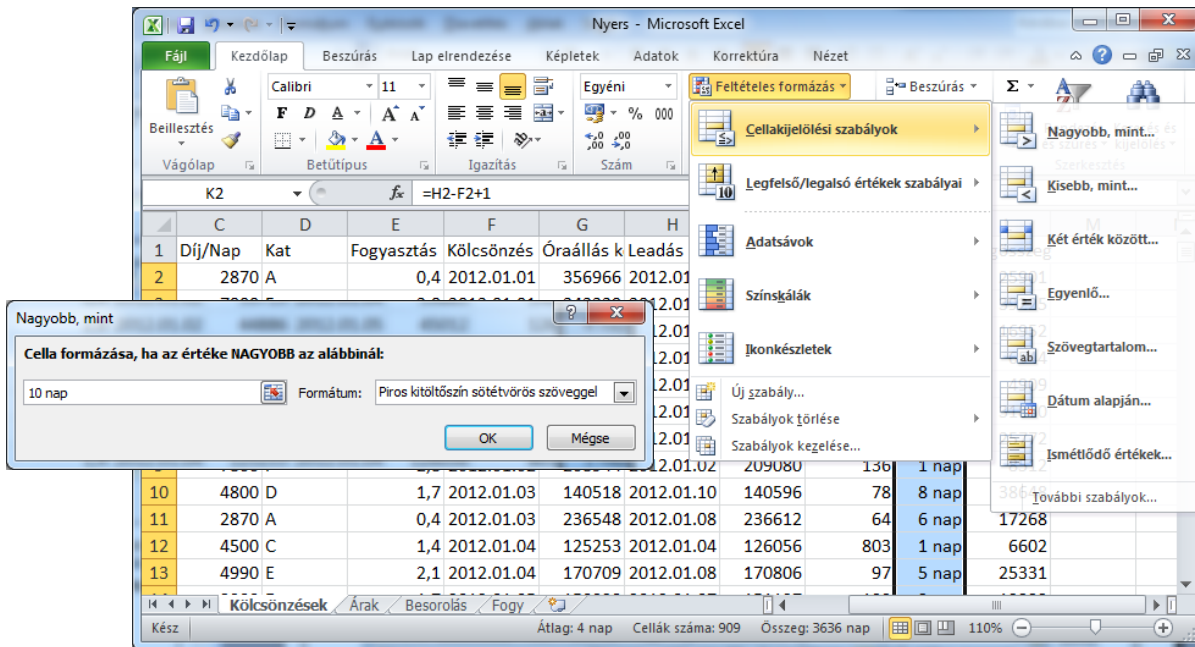 Nyers - Microsoft Excel
Fájl Kezdőlap Beszúrás Lap elrendezése Képletek Adatok Korrektúra Nézet
Calibri 11 Egyéni Feltételes formázás Beszúrás Σ
Beillesztés F D A A A % 000
Vágólap Betűtípus Igazítás Szám Szerkesztés
Cellakijelölési szabályok
Legfelső/legalsó értékek szabályai
Adatsávok
Színskálák
Ikonkészletek
Új szabály...
Szabályok törlése
Szabályok kezelése...
Nagyobb, mint...
Kisebb, mint...
Két érték között...
Egyenlő...
Szövegtartalom...
Dátum alapján...
Ismétlődő értékek...
További szabályok...
K2 fx =H2-F2+1
C D E F G H M
1 Díj/Nap Kat Fogyasztás Kölcsönzés Óraállás k Leadás
2 2870 A 0,4 2012.01.01 356966 2012.01
Nagyobb, mint
Cella formázása, ha az értéke NAGYOBB az alábbinál:
10 nap Formátum: Piros kitöltőszín sötétvörös szöveggel
OK Mégse
209080 136 1 nap
10 4800 D 1,7 2012.01.03 140518 2012.01.10 140596 78 8 nap
11 2870 A 0,4 2012.01.03 236548 2012.01.08 236612 64 6 nap 17268
12 4500 C 1,4 2012.01.04 125253 2012.01.04 126056 803 1 nap 6602
13 4990 E 2,1 2012.01.04 170709 2012.01.08 170806 97 5 nap 25331
Kölcsönzések Árak Besorolás Fogy
Kész Átlag: 4 nap Cellák száma: 909 Összeg: 3636 nap 110%